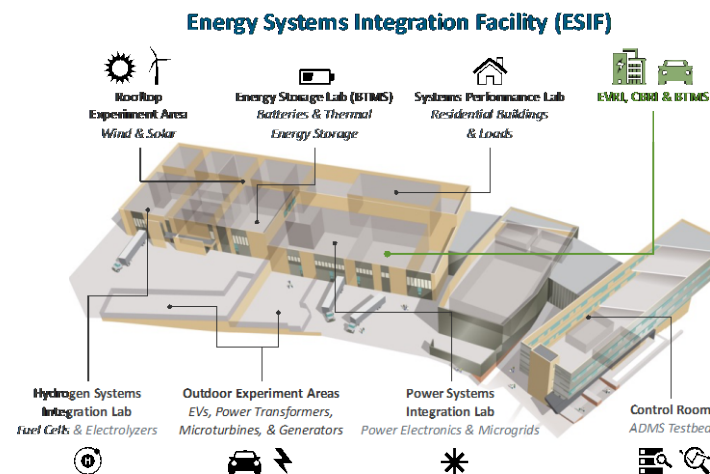 Energy Systems Integration Facility (ESIF)
Rooftop
Experiment Area
Wind & Solar
Energy Storage Lab (BTMS)
Batteries & Thermal
Energy Storage
Systems Performance Lab
Residential Buildings
& Loads
EVRI, CBRI & BTMS
Hydrogen Systems
Integration Lab
Fuel Cells & Electrolyzers
H
Outdoor Experiment Areas
EVs, Power Transformers,
Microturbines, & Generators
Power Systems
Integration Lab
Power Electronics & Microgrids
Control Room
ADMS Testbed